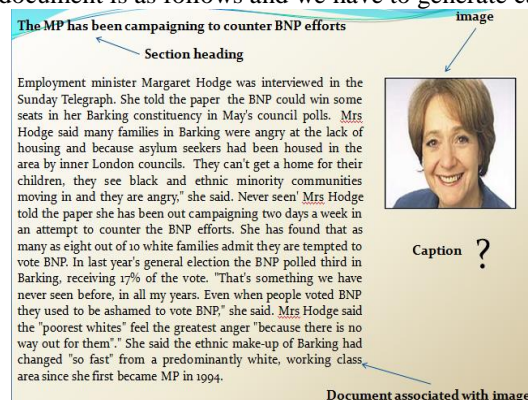 document is as follows and we have to generate ca
The MP has been campaigning to counter BNP efforts
image
Section heading
Employment minister Margaret Hodge was interviewed in the
Sunday Telegraph. She told the paper the BNP could win some
seats in her Barking constituency in May's council polls. Mrs
Hodge said many families in Barking were angry at the lack of
housing and because asylum seekers had been housed in the
area by inner London councils. They can't get a home for their
children, they see black and ethnic minority communities
moving in and they are angry," she said. Never seen' Mrs Hodge
told the paper she has been out campaigning two days a week in
an attempt to counter the BNP efforts. She has found that as
many as eight out of 10 white families admit they are tempted to
vote BNP. In last year's general election the BNP polled third in
Barking, receiving 17% of the vote. "That's something we have
never seen before, in all my years. Even when people voted BNP
they used to be ashamed to vote BNP," she said. Mrs Hodge said
the "poorest whites" feel the greatest anger "because there is no
way out for them"." She said the ethnic make-up of Barking had
changed "so fast" from a predominantly white, working class
area since she first became MP in 1994.
Caption ?
Document associated with image